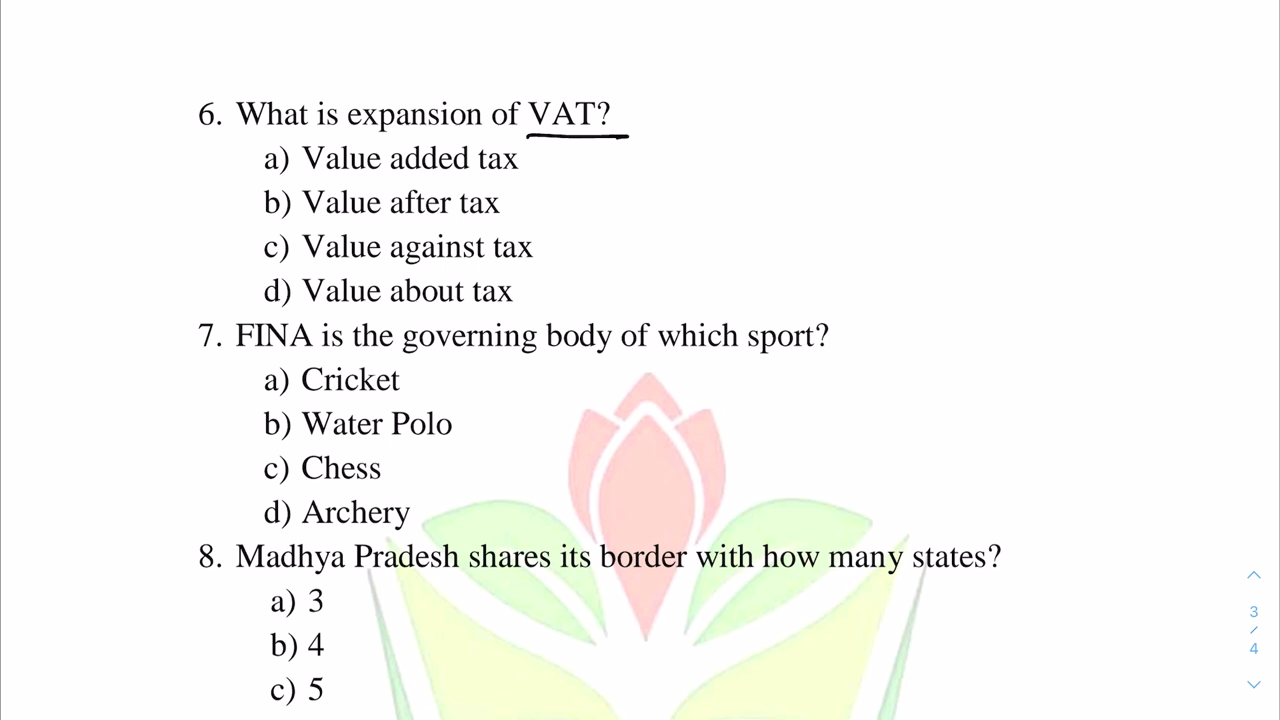 6. What is expansion of VAT?
a) Value added tax
b) Value after tax
c) Value against tax
d) Value about tax
7. FINA is the governing body of which sport?
a) Cricket
b) Water Polo
c) Chess
d) Archery
8. Madhya Pradesh shares its border with how many states?
a) 3
b) 4
c) 5
3
/
4